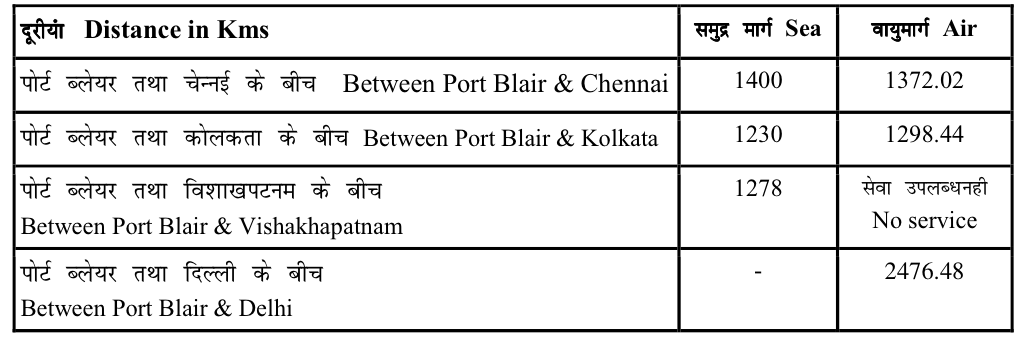 दूरीयां Distance in Kms समुद्र मार्ग Sea वायुमार्ग Air
पोर्ट ब्लेयर तथा चेन्नई के बीच Between Port Blair & Chennai 1400 1372.02
पोर्ट ब्लेयर तथा कोलकता के बीच Between Port Blair & Kolkata 1230 1298.44
पोर्ट ब्लेयर तथा विशाखपटनम के बीच 1278 सेवा उपलब्धनही
Between Port Blair & Vishakhapatnam No service
पोर्ट ब्लेयर तथा दिल्ली के बीच - 2476.48
Between Port Blair & Delhi